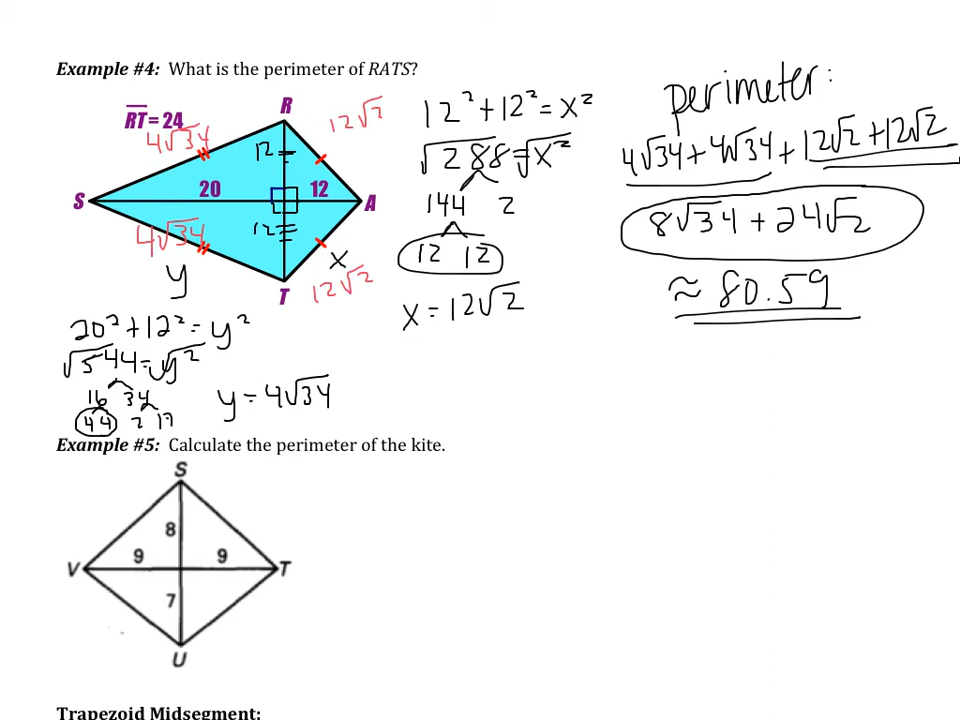 Example #4: What is the perimeter of RATS?
RT = 24
R
4√34
12√2
12
20
12
S
A
12
4√34
x
y
T
12√2
20² + 12² = y²
√544 = √y²
16 34
4 4 2 17
y = 4√34
12² + 12² = x²
√288 = √x²
144 2
12 12
x = 12√2
perimeter:
4√34 + 4√34 + 12√2 + 12√2
8√34 + 24√2
≈ 80.59
Example #5: Calculate the perimeter of the kite.
S
8
9 9
V T
7
U
Trapezoid Midsegment: